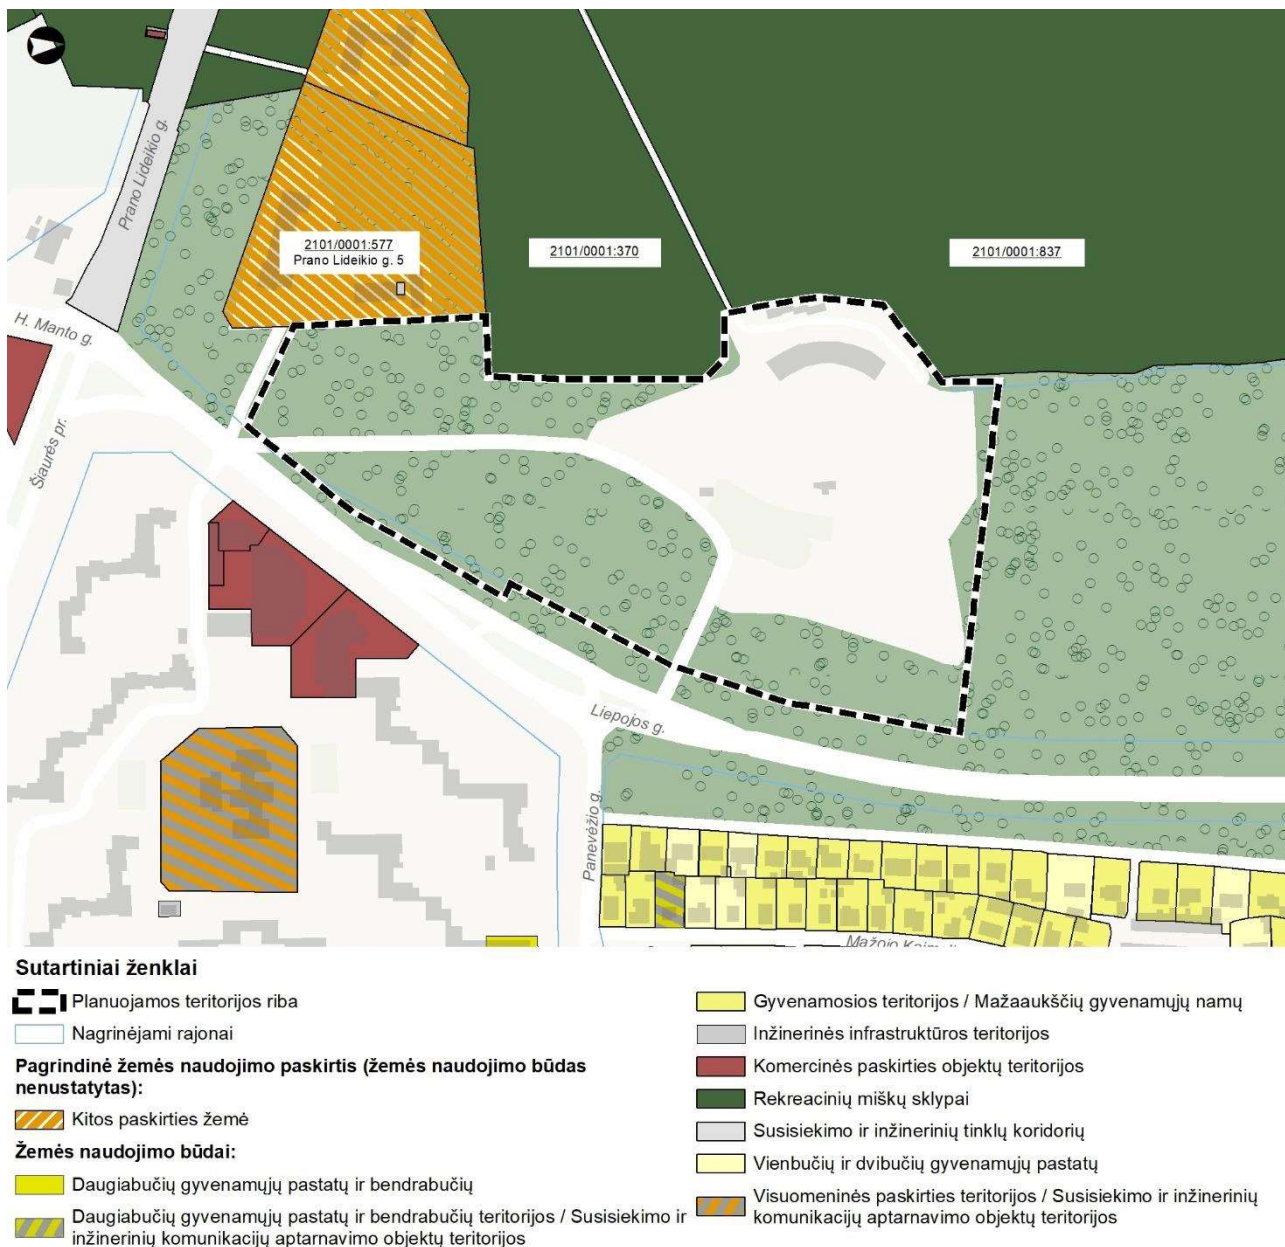 Prano Lideikio g.
2101/0001:577
Prano Lideikio g. 5
2101/0001:370
2101/0001:837
H. Manto g.
Šiaurės pr.
Liepojos g.
Panevėžio g.
Mažojo
Sutartiniai ženklai
Planuojamos teritorijos riba
Nagrinėjami rajonai
Pagrindinė žemės naudojimo paskirtis (žemės naudojimo būdas
nenustatytas):
Kitos paskirties žemė
Žemės naudojimo būdai:
Daugiabučių gyvenamųjų pastatų ir bendrabučių
Daugiabučių gyvenamųjų pastatų ir bendrabučių teritorijos / Susisiekimo ir
inžinerinių komunikacijų aptarnavimo objektų teritorijos
Gyvenamosios teritorijos / Mažaaukščių gyvenamųjų namų
Inžinerinės infrastruktūros teritorijos
Komercinės paskirties objektų teritorijos
Rekreacinių miškų sklypai
Susisiekimo ir inžinerinių tinklų koridorių
Vienbučių ir dvibučių gyvenamųjų pastatų
Visuomeninės paskirties teritorijos / Susisiekimo ir inžinerinių
komunikacijų aptarnavimo objektų teritorijos